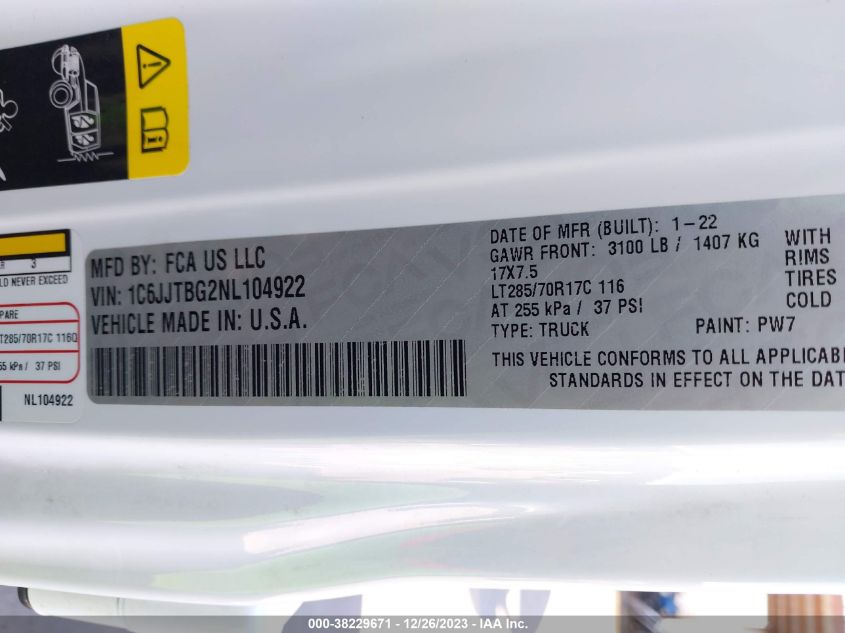 MFD BY: FCA US LLC
VIN: 1C6JJTBG2NL104922
VEHICLE MADE IN: U.S.A.
DATE OF MFR (BUILT): 1-22
GAWR FRONT: 3100 LB / 1407 KG WITH
17X7.5 RIMS
LT285/70R17C 116 TIRES
AT 255 kPa / 37 PSI COLD
TYPE: TRUCK PAINT: PW7
THIS VEHICLE CONFORMS TO ALL
STANDARDS IN EFFECT ON THE
3
LD NEVER EXCEED
PARE
LT285/70R17C 116Q
55 kPa / 37 PSI
NL104922
000-38229671 - 12/26/2023 - IAA Inc.